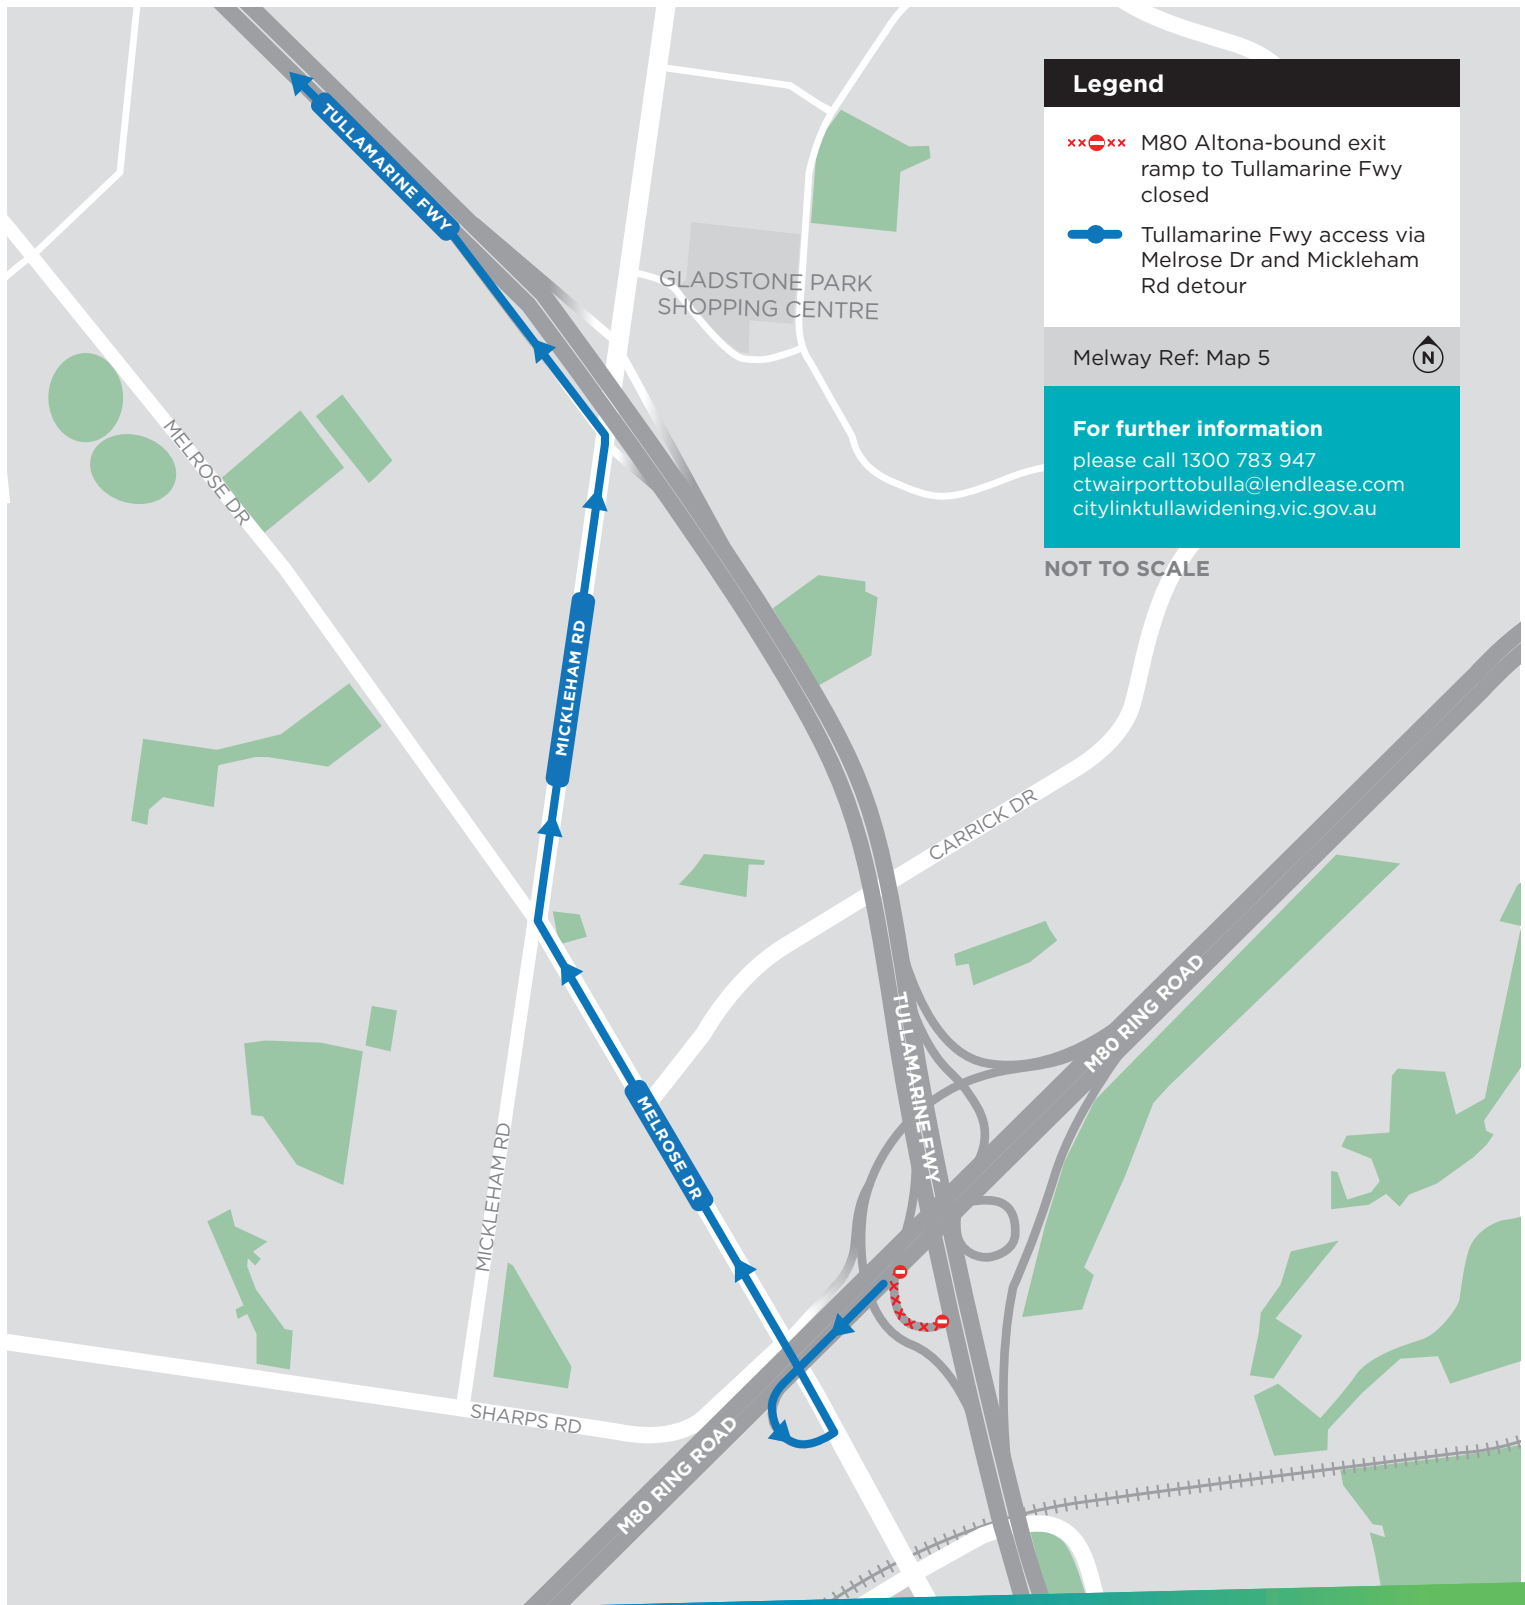 TULLAMARINE FWY
Legend
M80 Altona-bound exit
ramp to Tullamarine Fwy
closed
Tullamarine Fwy access via
Melrose Dr and Mickleham
Rd detour
Melway Ref: Map 5
N
For further information
please call 1300 783 947
ctwairporttobulla@lendlease.com
citylinktullawidening.vic.gov.au
NOT TO SCALE
GLADSTONE PARK
SHOPPING CENTRE
MELROSE DR
MICKLEHAM RD
CARRICK DR
M80 RING ROAD
TULLAMARINE FWY
MELROSE DR
MICKLEHAM RD
SHARPS RD
M80 RING ROAD